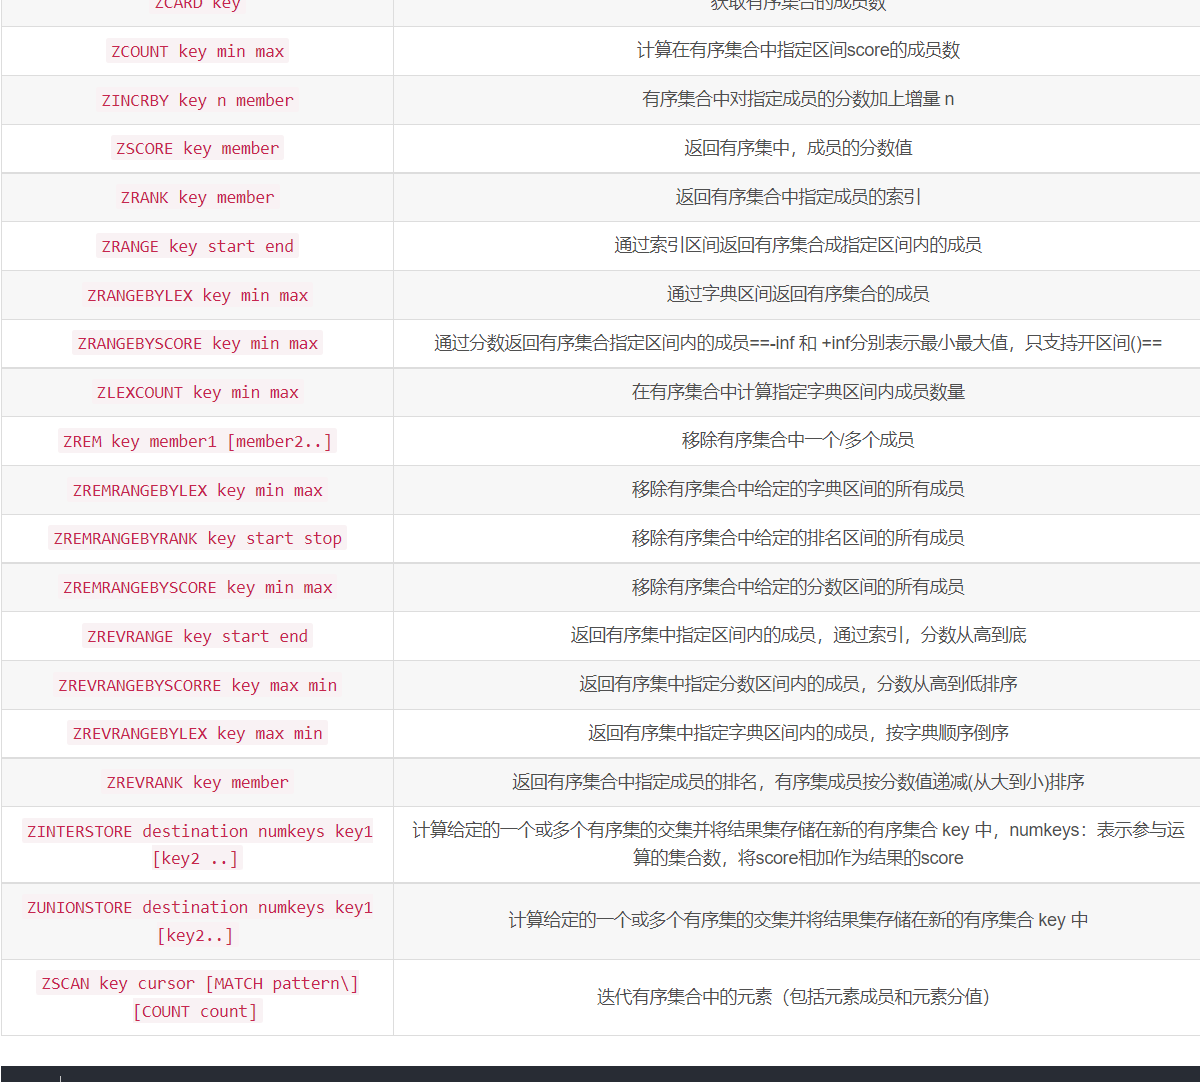 ZCARD key
获取有序集合的成员数
ZCOUNT key min max
计算在有序集合中指定区间score的成员数
ZINCRBY key n member
有序集合中对指定成员的分数加上增量 n
ZSCORE key member
返回有序集中，成员的分数值
ZRANK key member
返回有序集合中指定成员的索引
ZRANGE key start end
通过索引区间返回有序集合成指定区间内的成员
ZRANGEBYLEX key min max
通过字典区间返回有序集合的成员
ZRANGEBYSCORE key min max
通过分数返回有序集合指定区间内的成员==-inf 和 +inf分别表示最小最大值，只支持开区间()==
ZLEXCOUNT key min max
在有序集合中计算指定字典区间内成员数量
ZREM key member1 [member2..]
移除有序集合中一个/多个成员
ZREMRANGEBYLEX key min max
移除有序集合中给定的字典区间的所有成员
ZREMRANGEBYRANK key start stop
移除有序集合中给定的排名区间的所有成员
ZREMRANGEBYSCORE key min max
移除有序集合中给定的分数区间的所有成员
ZREVRANGE key start end
返回有序集中指定区间内的成员，通过索引，分数从高到底
ZREVRANGEBYSCORRE key max min
返回有序集中指定分数区间内的成员，分数从高到低排序
ZREVRANGEBYLEX key max min
返回有序集中指定字典区间内的成员，按字典顺序倒序
ZREVRANK key member
返回有序集合中指定成员的排名，有序集成员按分数值递减(从大到小)排序
ZINTERSTORE destination numkeys key1
[key2 ..]
计算给定的一个或多个有序集的交集并将结果集存储在新的有序集合 key 中，numkeys：表示参与运
算的集合数，将score相加作为结果的score
ZUNIONSTORE destination numkeys key1
[key2..]
计算给定的一个或多个有序集的交集并将结果集存储在新的有序集合 key 中
ZSCAN key cursor [MATCH pattern\]
[COUNT count]
迭代有序集合中的元素（包括元素成员和元素分值）